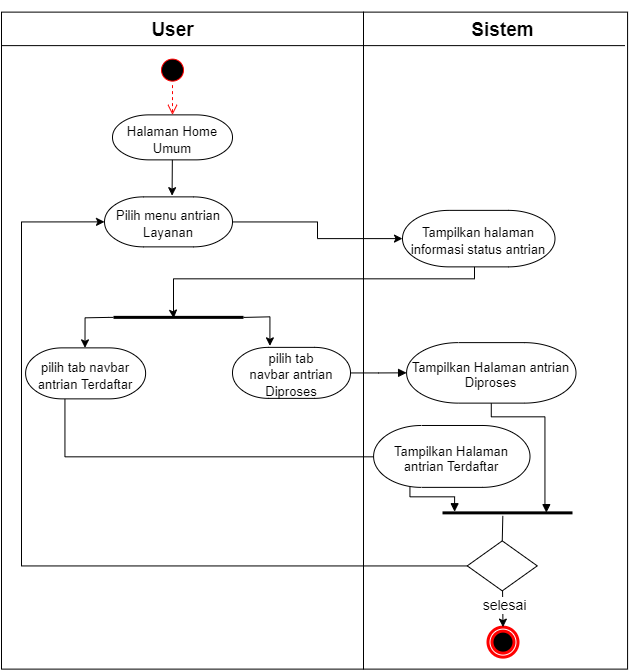 User
Sistem
Halaman Home
Umum
Pilih menu antrian
Layanan
Tampilkan halaman
informasi status antrian
pilih tab navbar
antrian Terdaftar
pilih tab
navbar antrian
Diproses
Tampilkan Halaman antrian
Diproses
Tampilkan Halaman
antrian Terdaftar
selesai